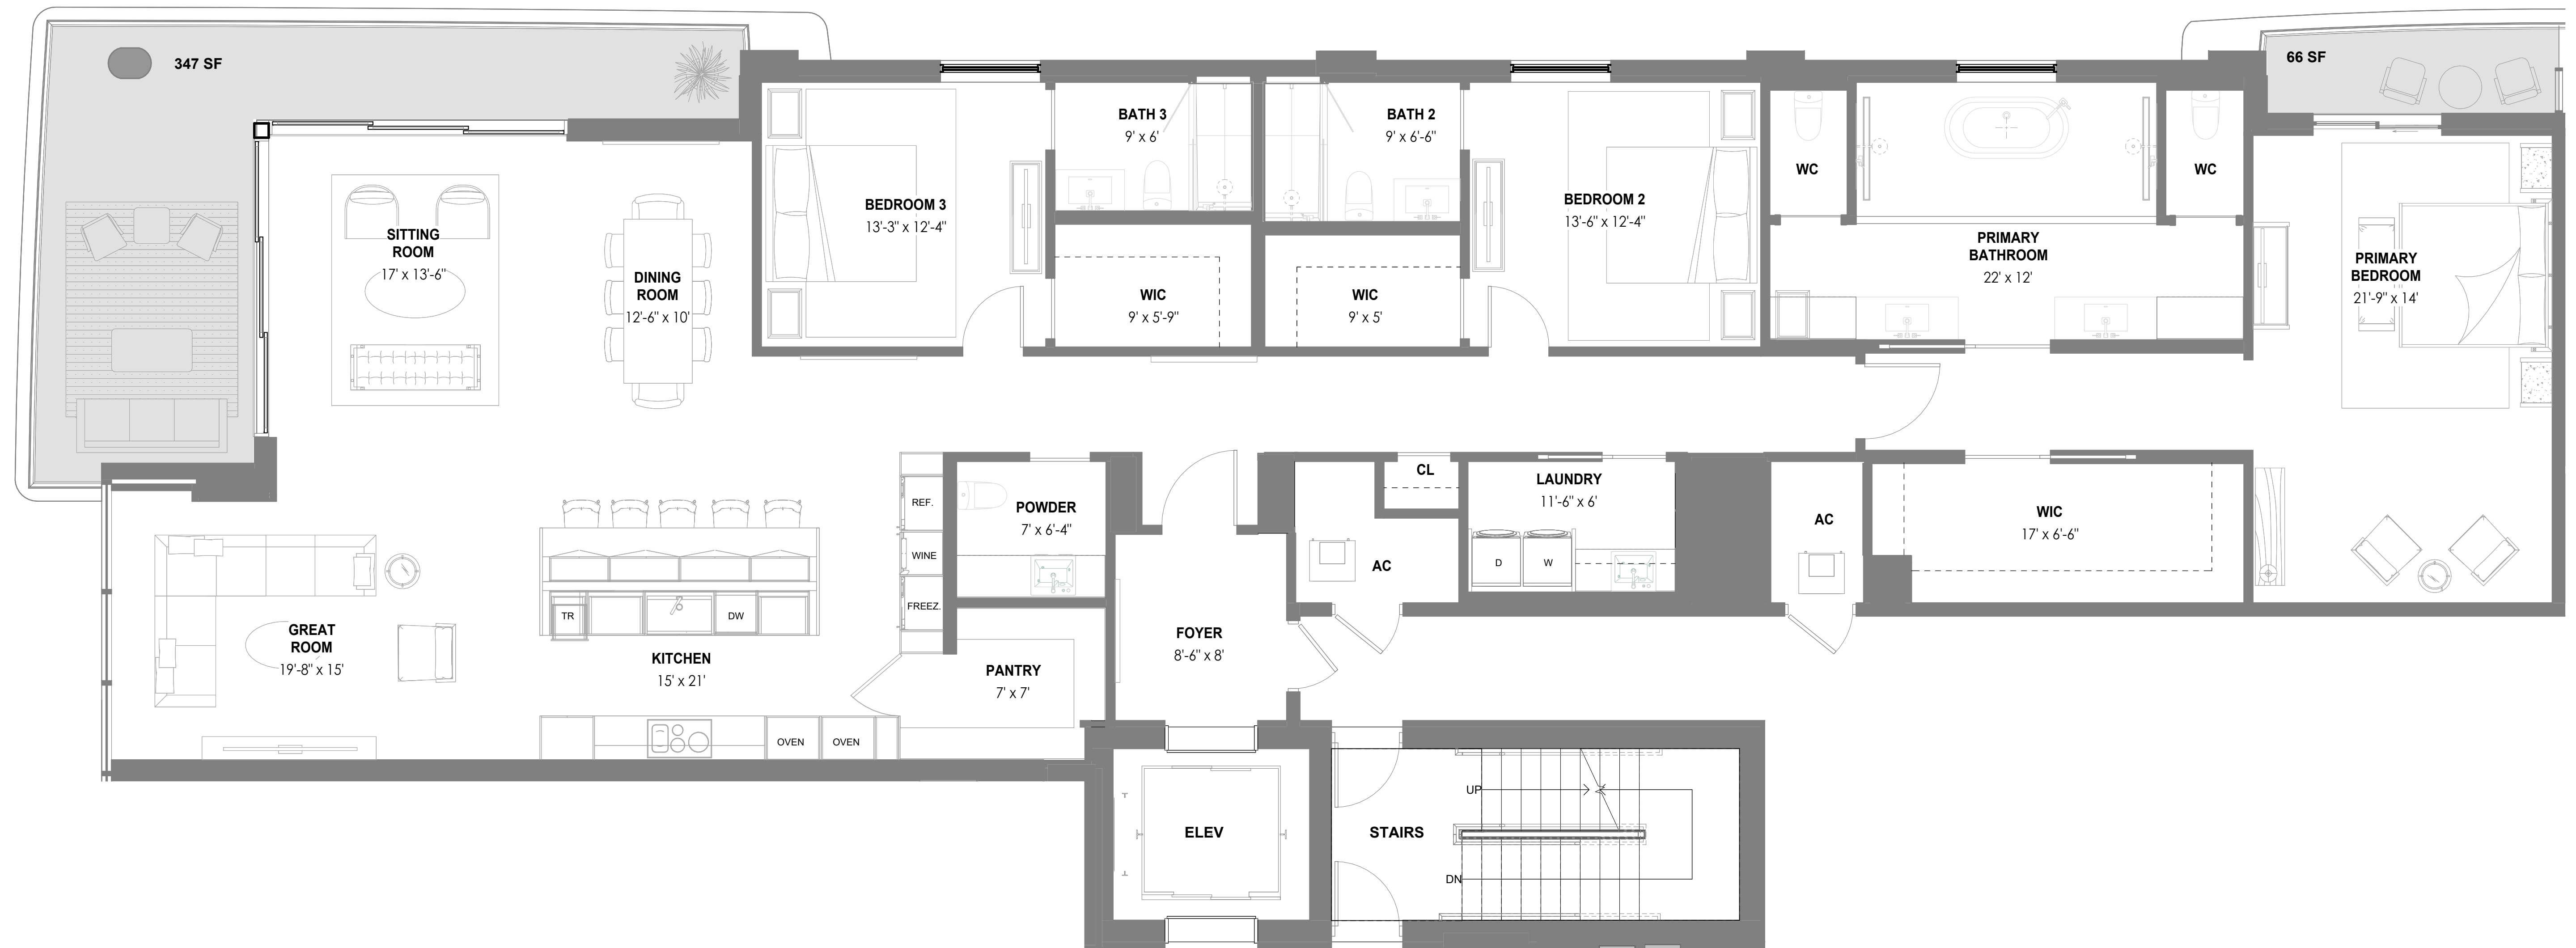 347 SF
66 SF
BATH 3
9' x 6'
BATH 2
9' x 6'-6"
WC
WC
BEDROOM 3
13'-3" x 12'-4"
BEDROOM 2
13'-6" x 12'-4"
SITTING
ROOM
17' x 13'-6"
PRIMARY
BATHROOM
22' x 12'
PRIMARY
BEDROOM
21'-9" x 14'
DINING
ROOM
12'-6" x 10'
WIC
9' x 5'-9"
WIC
9' x 5'
CL
LAUNDRY
11'-6" x 6'
REF.
POWDER
7' x 6'-4"
WIC
17' x 6'-6"
AC
WINE
AC
D
W
FREEZ.
TR
DW
GREAT
ROOM
19'-8" x 15'
FOYER
8'-6" x 8'
KITCHEN
15' x 21'
PANTRY
7' x 7'
OVEN
OVEN
UP
ELEV
STAIRS
DN